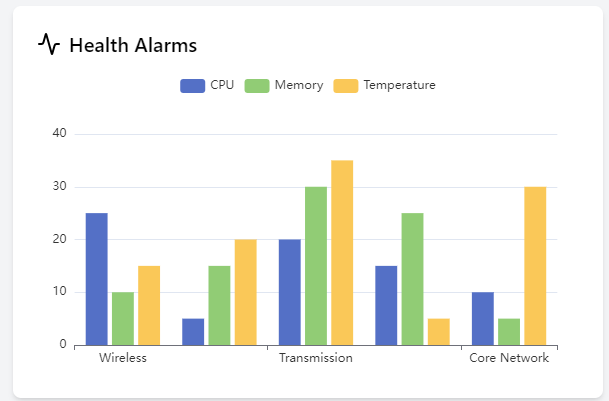 Health Alarms
CPU Memory Temperature
40
30
20
10
0
Wireless Transmission Core Network